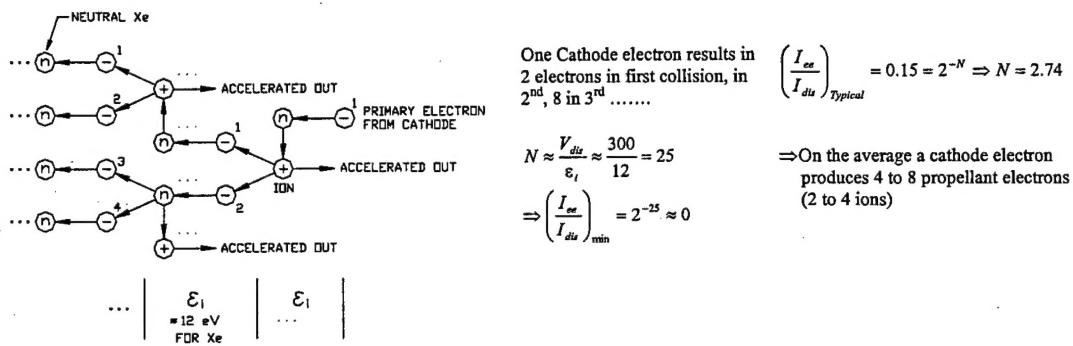 NEUTRAL Xe
... n - 1
+ ... ACCELERATED OUT
... n - 2
n ... - 1
n - 1 PRIMARY ELECTRON
FROM CATHODE
+ ACCELERATED OUT
ION
... n - 3
n ... - 2
... n - 4
+ ... ACCELERATED OUT
... Ɛi Ɛi
= 12 eV ...
FOR Xe
One Cathode electron results in
2 electrons in first collision, in
2nd, 8 in 3rd .......
N ≈ V_dis / ε_i ≈ 300 / 12 = 25
⇒ (I_ee / I_dis)_min = 2^-25 ≈ 0
(I_ee / I_dis)_Typical = 0.15 = 2^-N ⇒ N = 2.74
⇒On the average a cathode electron
produces 4 to 8 propellant electrons
(2 to 4 ions)